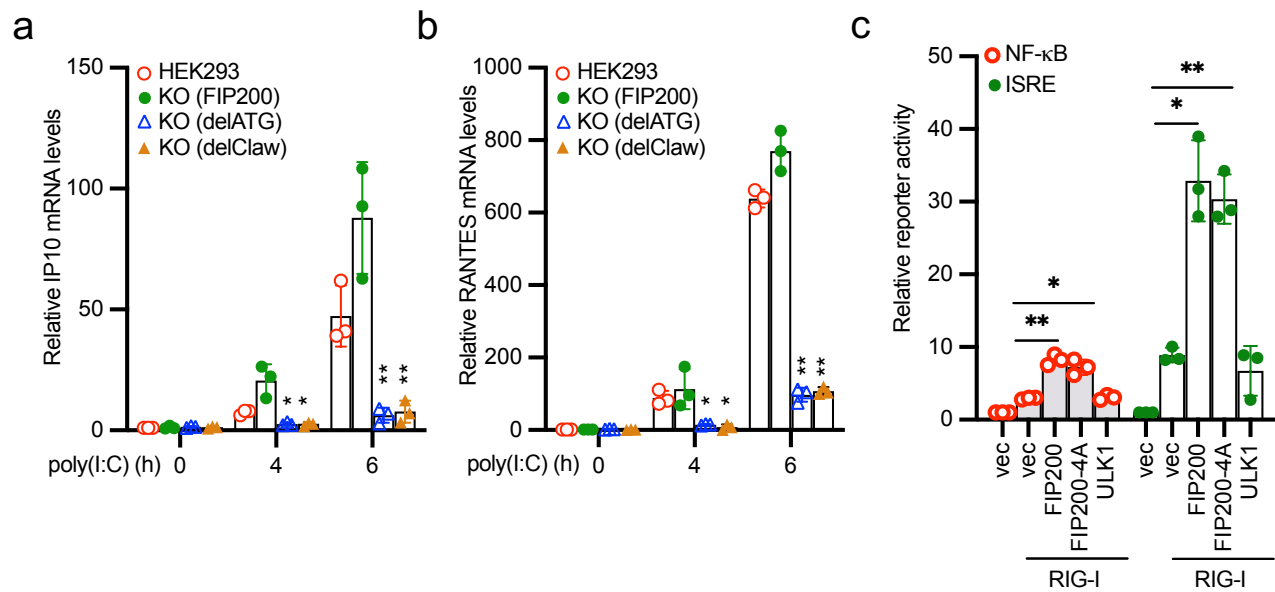 a
Relative IP10 mRNA levels
150
100
50
0
HEK293
KO (FIP200)
KO (delATG)
KO (delClaw)
* *
** **
poly(I:C) (h) 0 4 6
b
Relative RANTES mRNA levels
1000
800
600
400
200
0
HEK293
KO (FIP200)
KO (delATG)
KO (delClaw)
* *
** **
poly(I:C) (h) 0 4 6
c
Relative reporter activity
50
40
30
20
10
0
NF-κB
ISRE
**
*
*
**
vec
vec
FIP200
FIP200-4A
ULK1
vec
vec
FIP200
FIP200-4A
ULK1
RIG-I
RIG-I